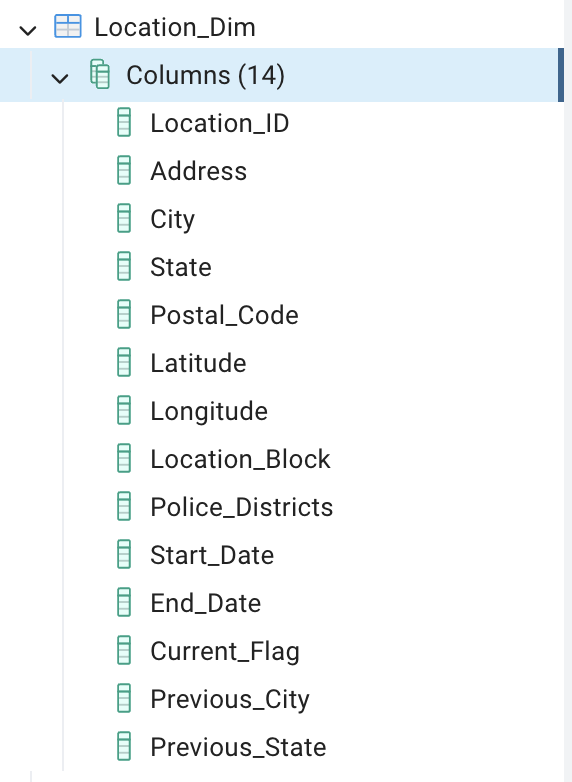 Location_Dim
Columns (14)
Location_ID
Address
City
State
Postal_Code
Latitude
Longitude
Location_Block
Police_Districts
Start_Date
End_Date
Current_Flag
Previous_City
Previous_State